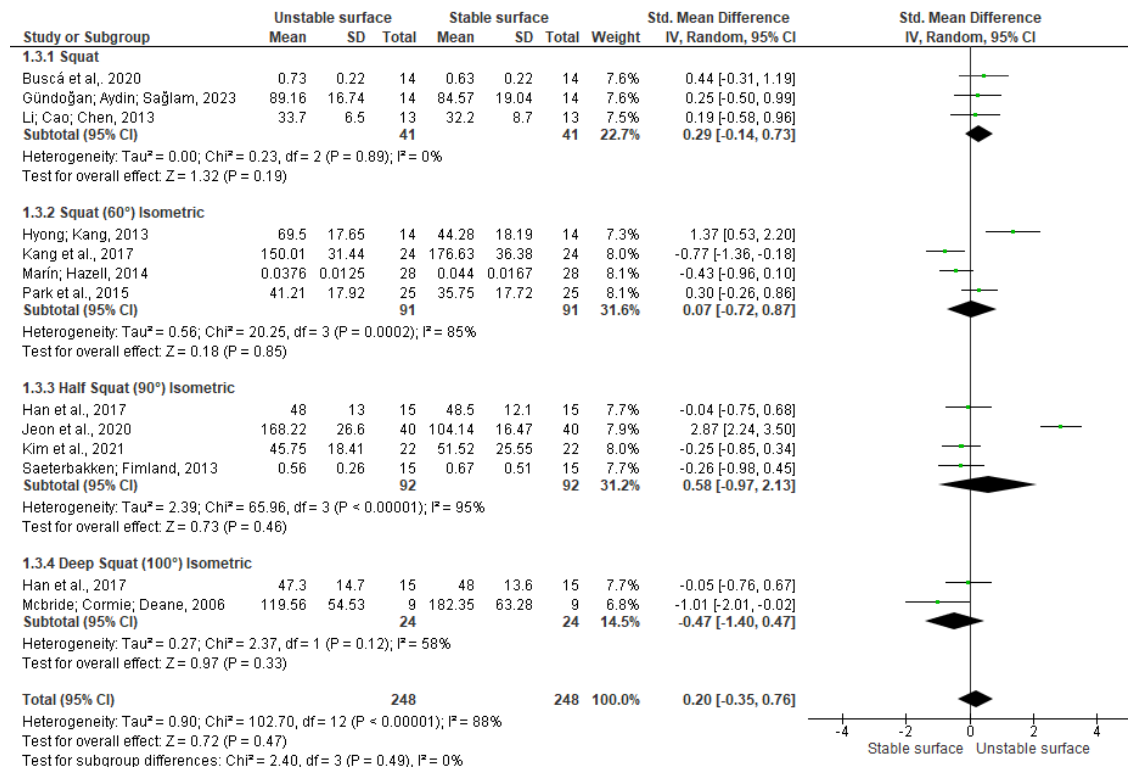 Unstable surface Stable surface Std. Mean Difference Std. Mean Difference
Study or Subgroup Mean SD Total Mean SD Total Weight IV, Random, 95% CI IV, Random, 95% CI
1.3.1 Squat
Buscá et al,. 2020 0.73 0.22 14 0.63 0.22 14 7.6% 0.44 [-0.31, 1.19]
Gündoğan; Aydin; Sağlam, 2023 89.16 16.74 14 84.57 19.04 14 7.6% 0.25 [-0.50, 0.99]
Li; Cao; Chen, 2013 33.7 6.5 13 32.2 8.7 13 7.5% 0.19 [-0.58, 0.96]
Subtotal (95% CI) 41 41 22.7% 0.29 [-0.14, 0.73]
Heterogeneity: Tau² = 0.00; Chi² = 0.23, df = 2 (P = 0.89); I² = 0%
Test for overall effect: Z = 1.32 (P = 0.19)
1.3.2 Squat (60°) Isometric
Hyong; Kang, 2013 69.5 17.65 14 44.28 18.19 14 7.3% 1.37 [0.53, 2.20]
Kang et al., 2017 150.01 31.44 24 176.63 36.38 24 8.0% -0.77 [-1.36, -0.18]
Marín; Hazell, 2014 0.0376 0.0125 28 0.044 0.0167 28 8.1% -0.43 [-0.96, 0.10]
Park et al., 2015 41.21 17.92 25 35.75 17.72 25 8.1% 0.30 [-0.26, 0.86]
Subtotal (95% CI) 91 91 31.6% 0.07 [-0.72, 0.87]
Heterogeneity: Tau² = 0.56; Chi² = 20.25, df = 3 (P = 0.0002); I² = 85%
Test for overall effect: Z = 0.18 (P = 0.85)
1.3.3 Half Squat (90°) Isometric
Han et al., 2017 48 13 15 48.5 12.1 15 7.7% -0.04 [-0.75, 0.68]
Jeon et al., 2020 168.22 26.6 40 104.14 16.47 40 7.9% 2.87 [2.24, 3.50]
Kim et al., 2021 45.75 18.41 22 51.52 25.55 22 8.0% -0.25 [-0.85, 0.34]
Saeterbakken; Fimland, 2013 0.56 0.26 15 0.67 0.51 15 7.7% -0.26 [-0.98, 0.45]
Subtotal (95% CI) 92 92 31.2% 0.58 [-0.97, 2.13]
Heterogeneity: Tau² = 2.39; Chi² = 65.96, df = 3 (P < 0.00001); I² = 95%
Test for overall effect: Z = 0.73 (P = 0.46)
1.3.4 Deep Squat (100°) Isometric
Han et al., 2017 47.3 14.7 15 48 13.6 15 7.7% -0.05 [-0.76, 0.67]
Mcbride; Cormie; Deane, 2006 119.56 54.53 9 182.35 63.28 9 6.8% -1.01 [-2.01, -0.02]
Subtotal (95% CI) 24 24 14.5% -0.47 [-1.40, 0.47]
Heterogeneity: Tau² = 0.27; Chi² = 2.37, df = 1 (P = 0.12); I² = 58%
Test for overall effect: Z = 0.97 (P = 0.33)
Total (95% CI) 248 248 100.0% 0.20 [-0.35, 0.76]
Heterogeneity: Tau² = 0.90; Chi² = 102.70, df = 12 (P < 0.00001); I² = 88%
Test for overall effect: Z = 0.72 (P = 0.47)
Test for subgroup differences: Chi² = 2.40, df = 3 (P = 0.49), I² = 0%
-4 -2 0 2 4
Stable surface Unstable surface